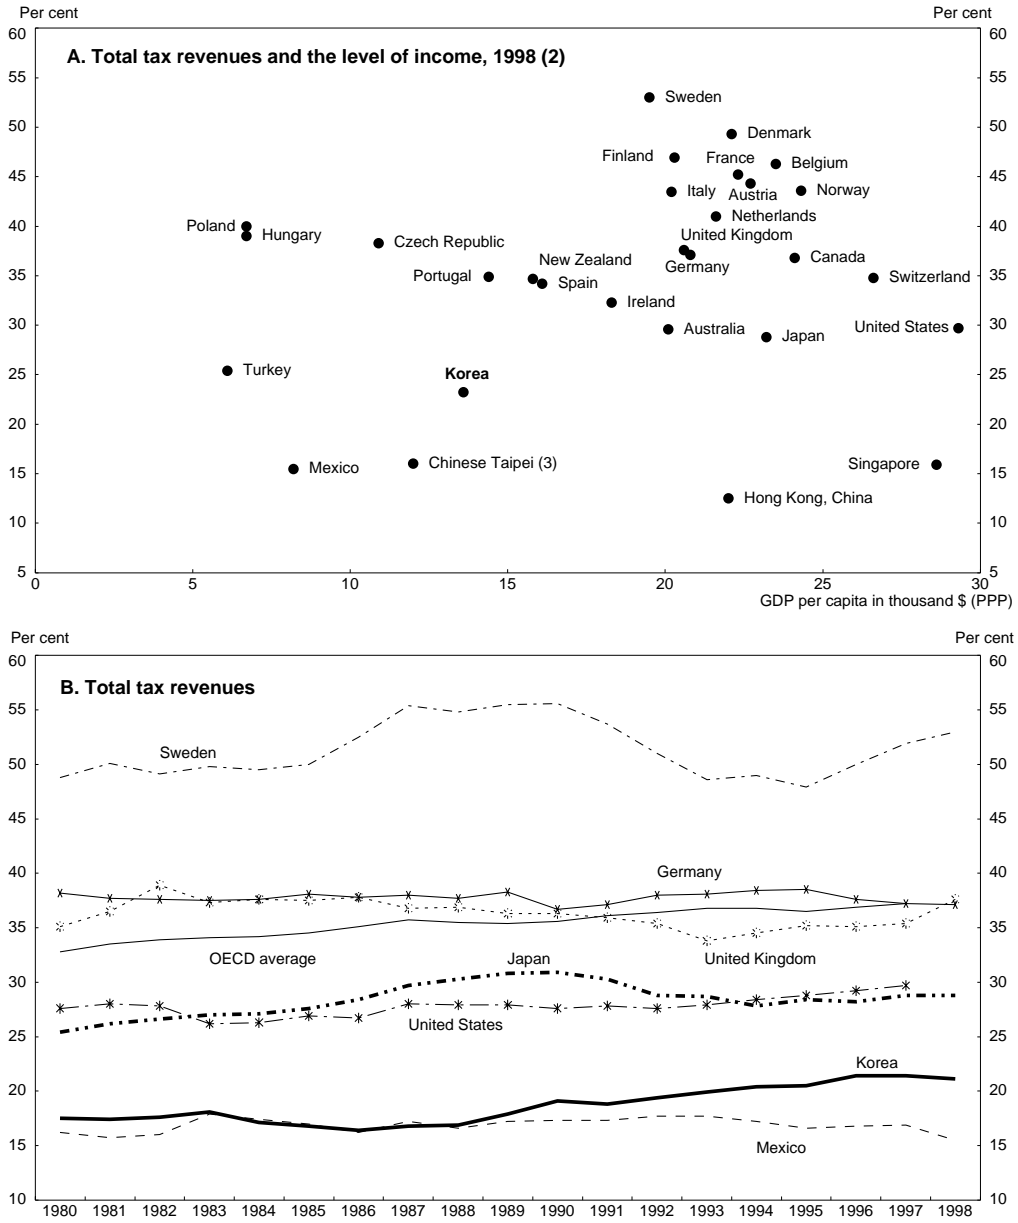 Per cent Per cent
60 60
A. Total tax revenues and the level of income, 1998 (2)
55 55
Sweden
50 50
Denmark
Finland France Belgium
45 45
Italy Austria Norway
Netherlands
40 40
Poland
Hungary Czech Republic United Kingdom
New Zealand Germany Canada
35 35
Portugal Spain Switzerland
Ireland
30 30
Australia Japan United States
25 25
Turkey Korea
20 20
15 15
Mexico Chinese Taipei (3) Singapore
Hong Kong, China
10 10
5 5
0 5 10 15 20 25 30
GDP per capita in thousand $ (PPP)
Per cent Per cent
60 60
B. Total tax revenues
55 55
Sweden
50 50
45 45
40 40
Germany
35 35
OECD average Japan United Kingdom
30 30
United States
25 25
Korea
20 20
15 15
Mexico
10 10
1980 1981 1982 1983 1984 1985 1986 1987 1988 1989 1990 1991 1992 1993 1994 1995 1996 1997 1998